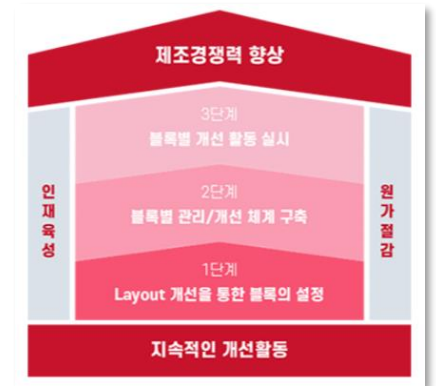 제조경쟁력 향상
3단계
블록별 개선 활동 실시
인재육성
2단계
블록별 관리/개선 체계 구축
원가절감
1단계
Layout 개선을 통한 블록의 설정
지속적인 개선활동